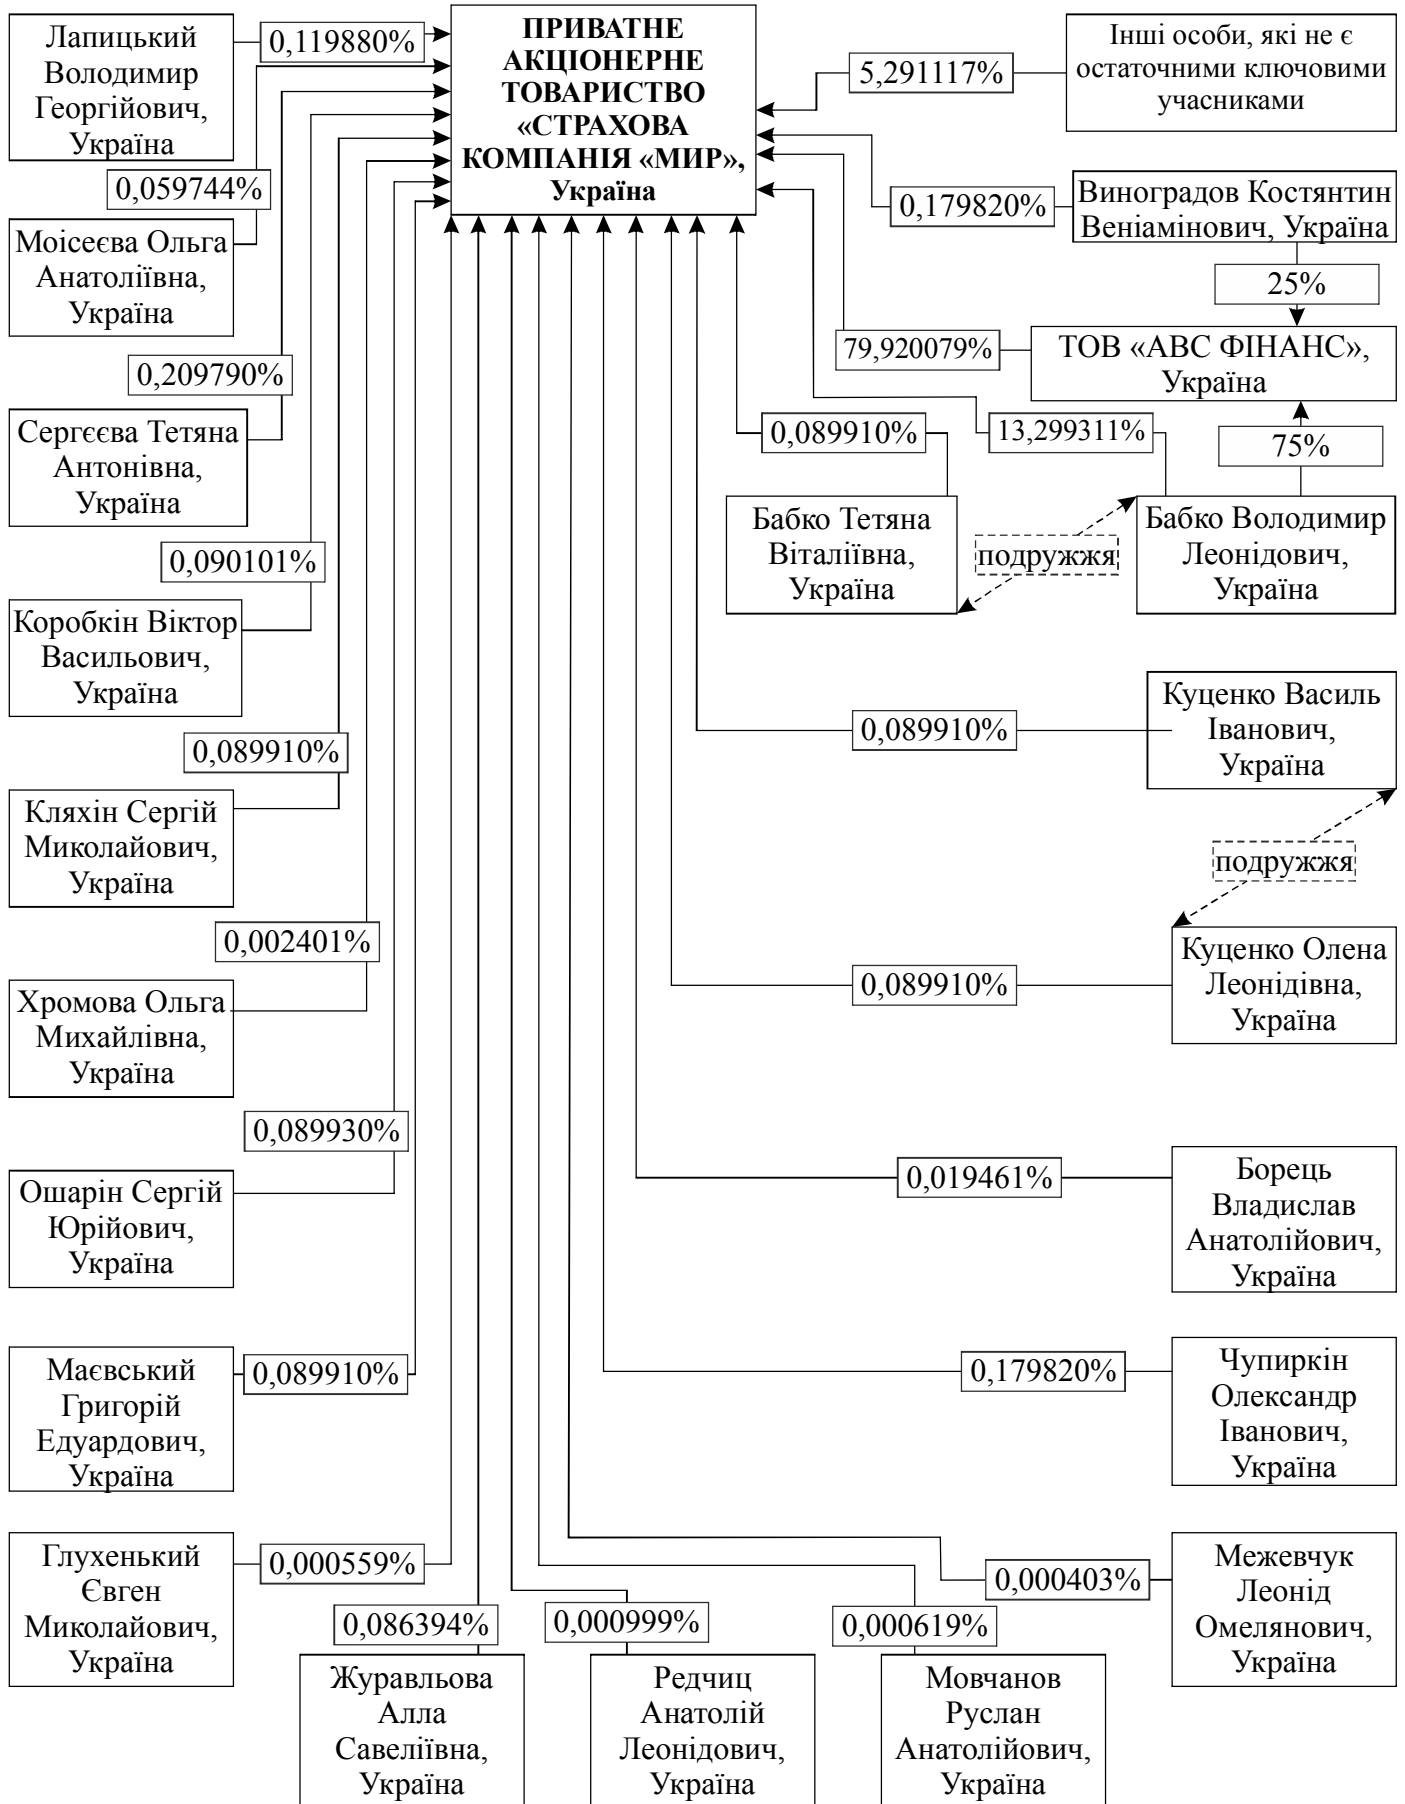 Лапицький
Володимир
Георгійович,
Україна
0,119880%
ПРИВАТНЕ
АКЦІОНЕРНЕ
ТОВАРИСТВО
«СТРАХОВА
КОМПАНІЯ «МИР»,
Україна
5,291117%
Інші особи, які не є
остаточними ключовими
учасниками
0,059744%
0,179820%
Виноградов Костянтин
Веніамінович, Україна
Моісеєва Ольга
Анатоліївна,
Україна
25%
0,209790%
79,920079%
ТОВ «АВС ФІНАНС»,
Україна
Сергєєва Тетяна
Антонівна,
Україна
0,089910%
13,299311%
75%
Бабко Тетяна
Віталіївна,
Україна
подружжя
Бабко Володимир
Леонідович,
Україна
0,090101%
Коробкін Віктор
Васильович,
Україна
0,089910%
Куценко Василь
Іванович,
Україна
0,089910%
Кляхін Сергій
Миколайович,
Україна
подружжя
0,002401%
0,089910%
Куценко Олена
Леонідівна,
Україна
Хромова Ольга
Михайлівна,
Україна
0,089930%
Ошарін Сергій
Юрійович,
Україна
0,019461%
Борець
Владислав
Анатолійович,
Україна
Маєвський
Григорій
Едуардович,
Україна
0,089910%
0,179820%
Чупиркін
Олександр
Іванович,
Україна
Глухенький
Євген
Миколайович,
Україна
0,000559%
0,000403%
Межевчук
Леонід
Омелянович,
Україна
0,086394%
0,000999%
0,000619%
Журавльова
Алла
Савеліївна,
Україна
Редчиц
Анатолій
Леонідович,
Україна
Мовчанов
Руслан
Анатолійович,
Україна